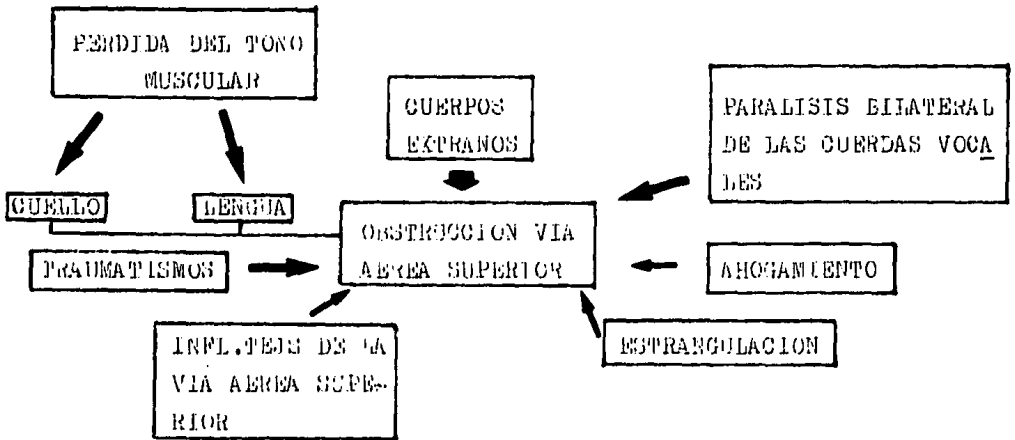 PERDIDA DEL TONO
MUSCULAR
CUERPOS
EXTRANOS
PARALISIS BILATERAL
DE LAS CUERDAS VOCA
LES
CUELLO
LENGUA
OBSTRUCCION VIA
AEREA SUPERIOR
TRAUMATISMOS
AHOGAMIENTO
INFL.TEJS DE LA
VIA AEREA SUPE-
RIOR
ESTRANGULACION